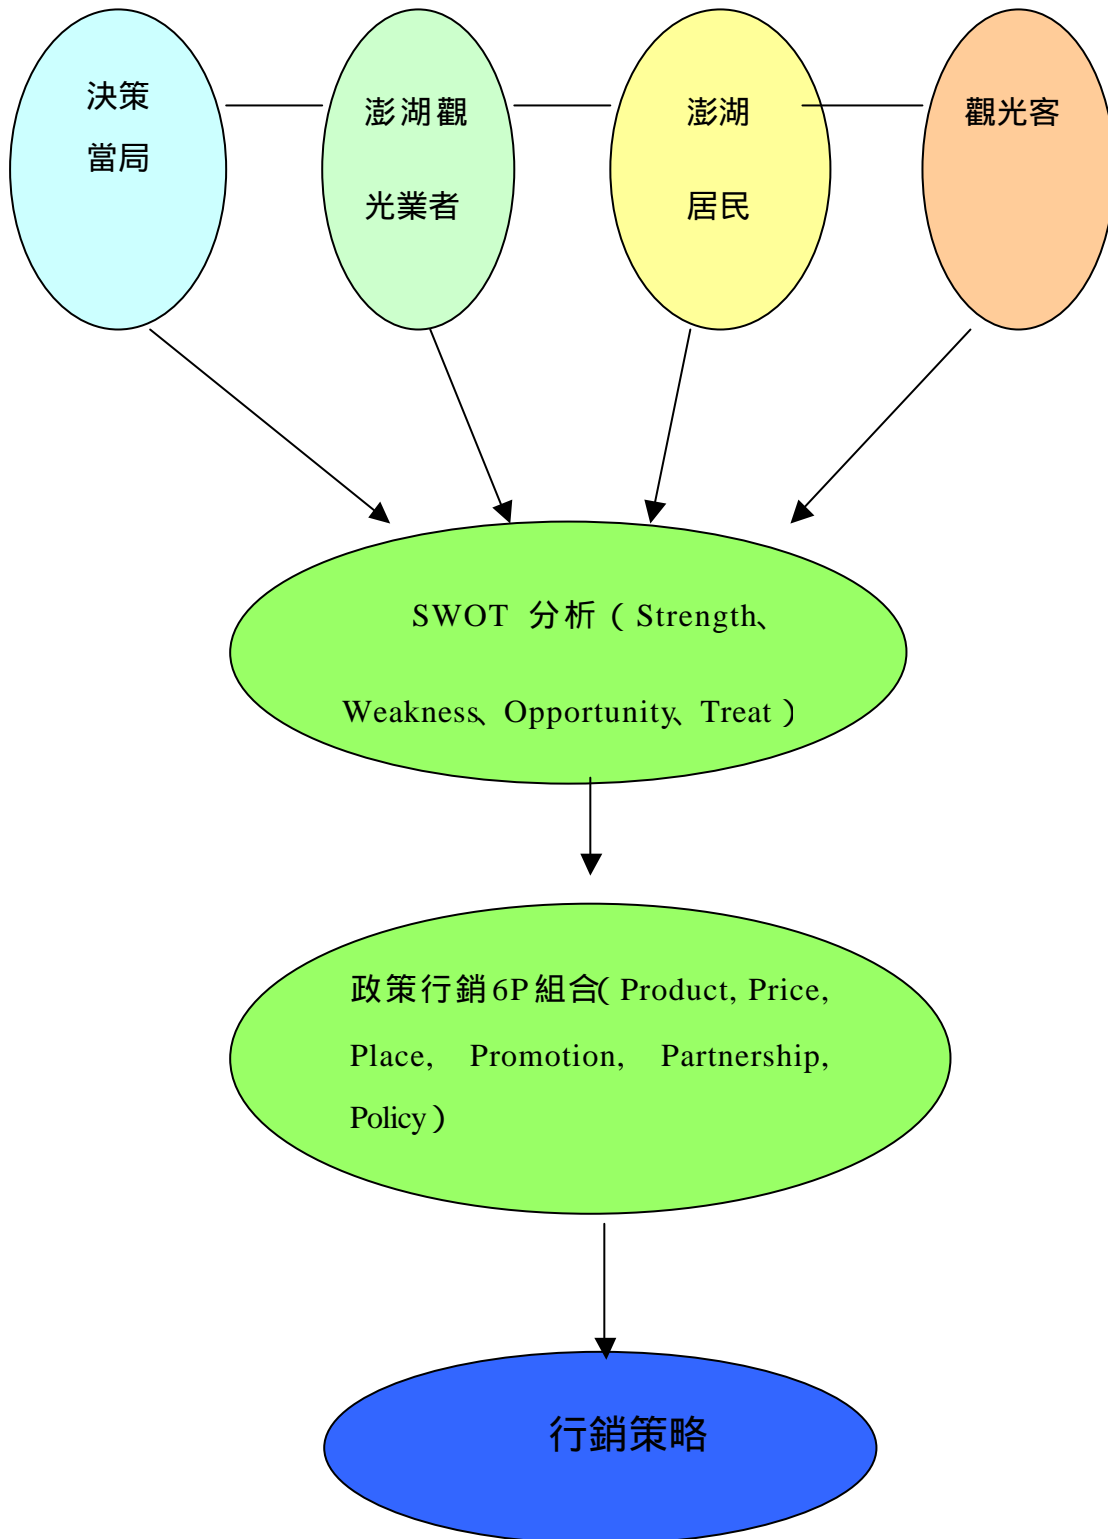 決策
當局
澎湖觀
光業者
澎湖
居民
觀光客
SWOT 分析（Strength、
Weakness、Opportunity、Treat）
政策行銷6P組合（Product, Price,
Place, Promotion, Partnership,
Policy）
行銷策略